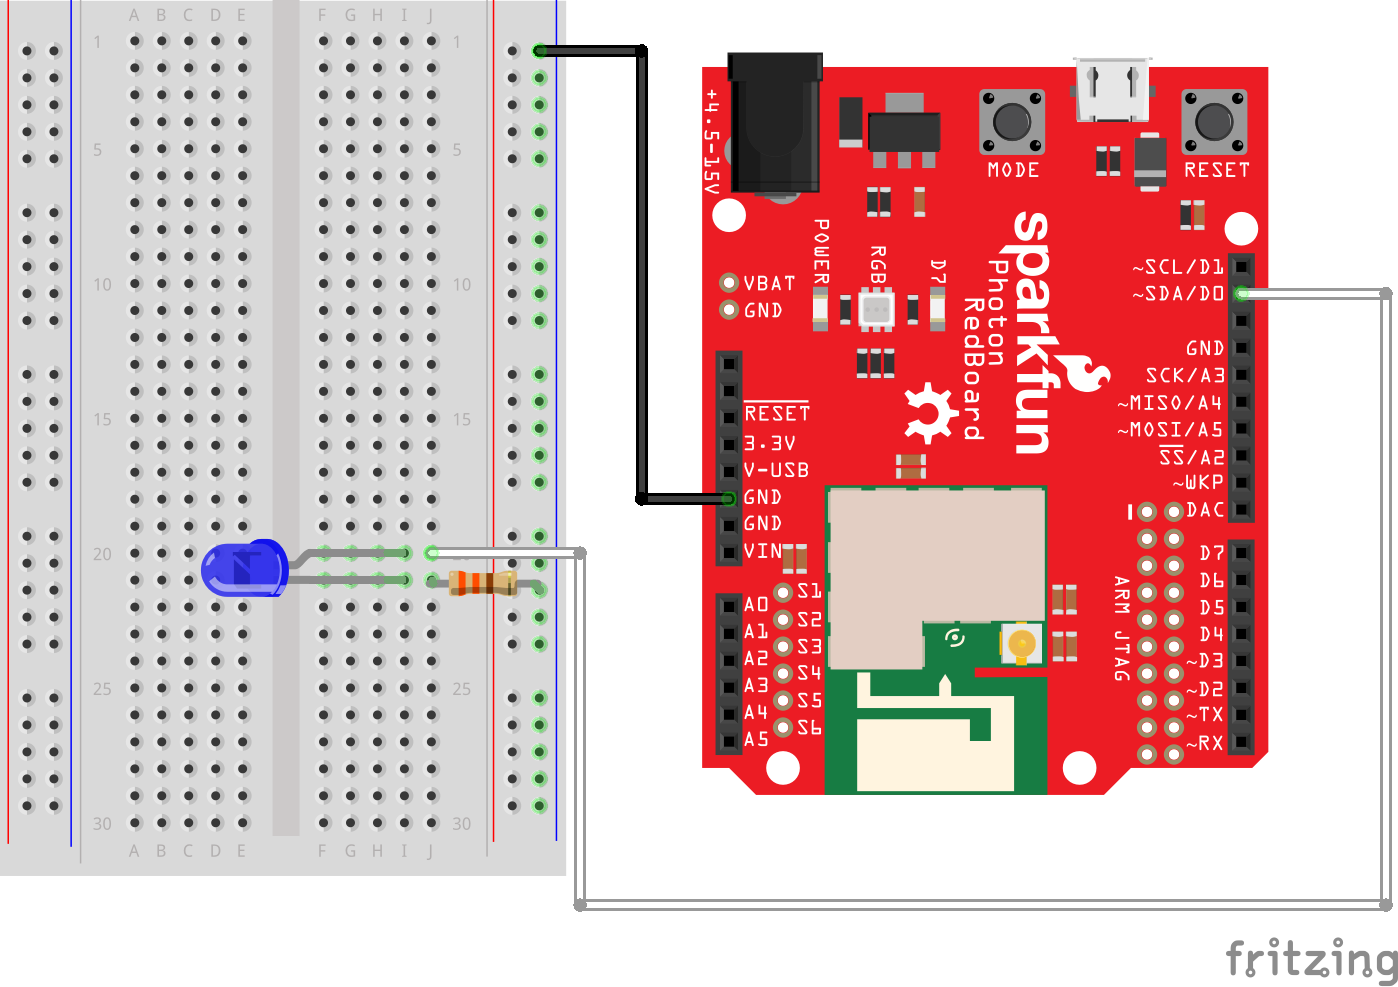 A B C D E F G H I J
1 1
5 5
10 10
15 15
20
25 25
30 30
A B C D E F G H I J
+4.5-15V
MODE
RESET
POWER
RGB
D7
VBAT
GND
sparkfun
Photon
RedBoard
RESET
3.3V
V-USB
GND
GND
VIN
A0
A1
A2
A3
A4
A5
S1
S2
S3
S4
S5
S6
~SCL/D1
~SDA/D0
GND
SCK/A3
~MISO/A4
~MOSI/A5
SS/A2
~WKP
DAC
ARM JTAG
D7
D6
D5
D4
~D3
~D2
~TX
~RX
fritzing